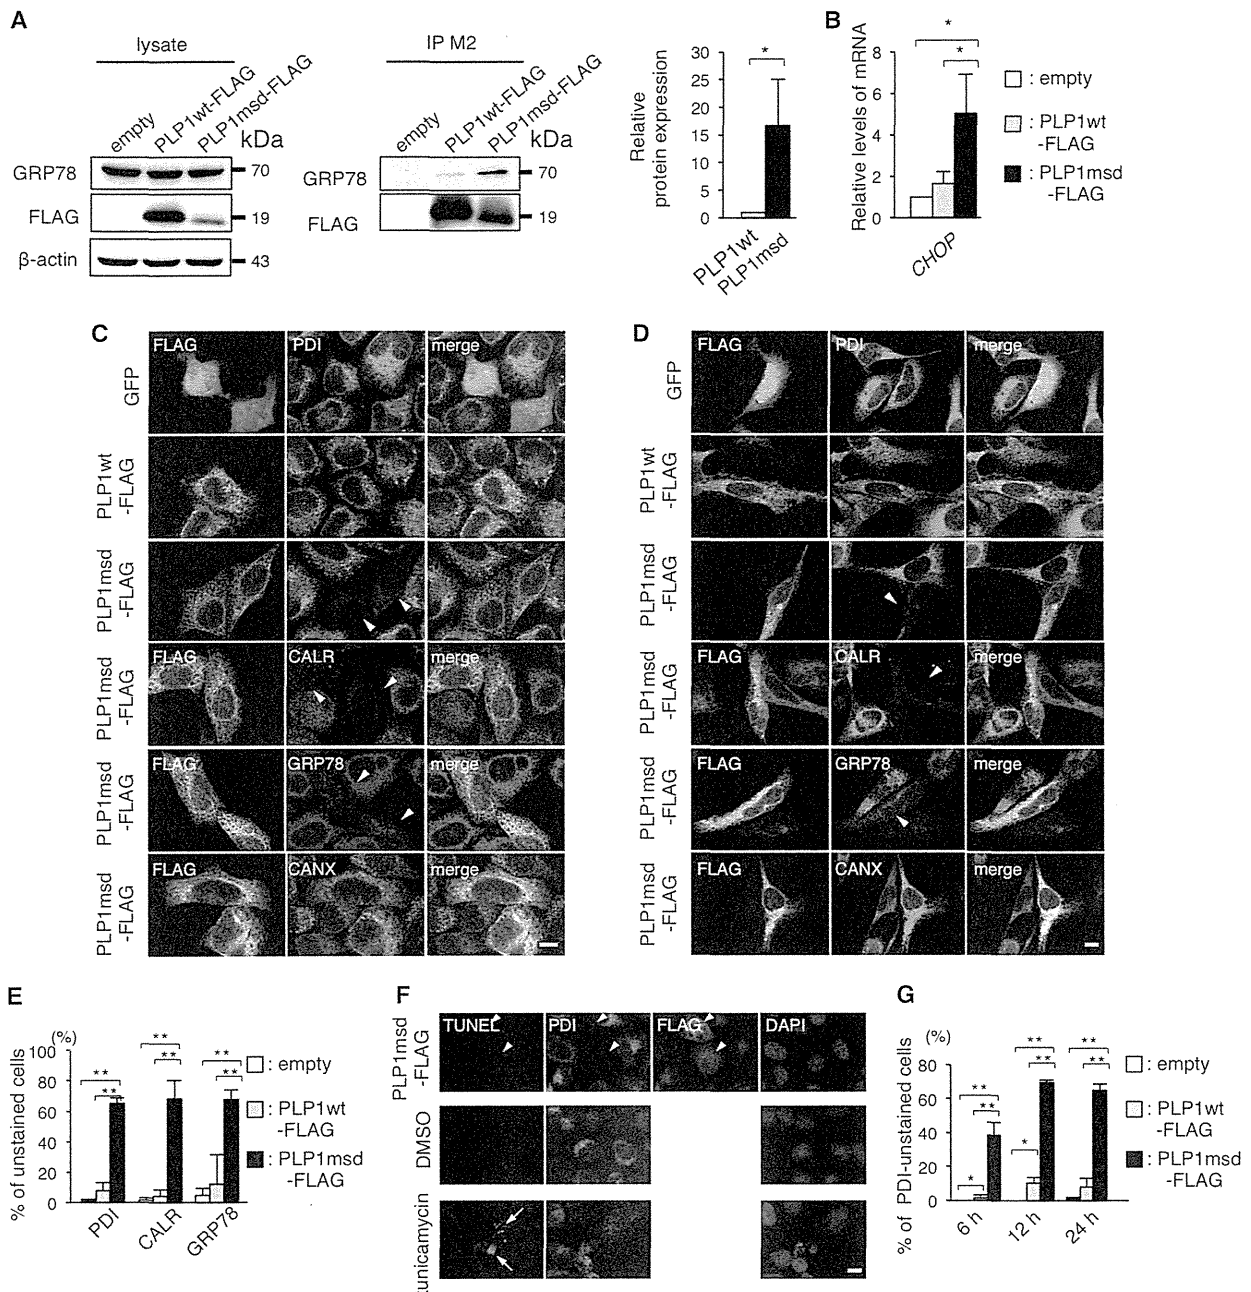 A
lysate
IP M2
empty
PLP1wt-FLAG
PLP1msd-FLAG
kDa
GRP78
70
FLAG
19
β-actin
43
empty
PLP1wt-FLAG
PLP1msd-FLAG
kDa
GRP78
70
FLAG
19
Relative
protein expression
30
25
20
15
10
5
0
*
PLP1wt
PLP1msd
B
Relative levels of mRNA
8
6
4
2
0
*
*
CHOP
: empty
: PLP1wt
-FLAG
: PLP1msd
-FLAG
C
GFP
FLAG
PDI
merge
PLP1wt
-FLAG
PLP1msd
-FLAG
PLP1msd
-FLAG
FLAG
CALR
merge
PLP1msd
-FLAG
FLAG
GRP78
merge
PLP1msd
-FLAG
FLAG
CANX
merge
D
GFP
FLAG
PDI
merge
PLP1wt
-FLAG
PLP1msd
-FLAG
PLP1msd
-FLAG
FLAG
CALR
merge
PLP1msd
-FLAG
FLAG
GRP78
merge
PLP1msd
-FLAG
FLAG
CANX
merge
E
(%)
% of unstained cells
100
80
60
40
20
0
**
**
**
**
**
**
PDI
CALR
GRP78
: empty
: PLP1wt
-FLAG
: PLP1msd
-FLAG
F
PLP1msd
-FLAG
TUNEL
PDI
FLAG
DAPI
DMSO
tunicamycin
G
(%)
% of PDI-unstained cells
80
60
40
20
0
**
**
*
**
**
*
**
**
6 h
12 h
24 h
: empty
: PLP1wt
-FLAG
: PLP1msd
-FLAG